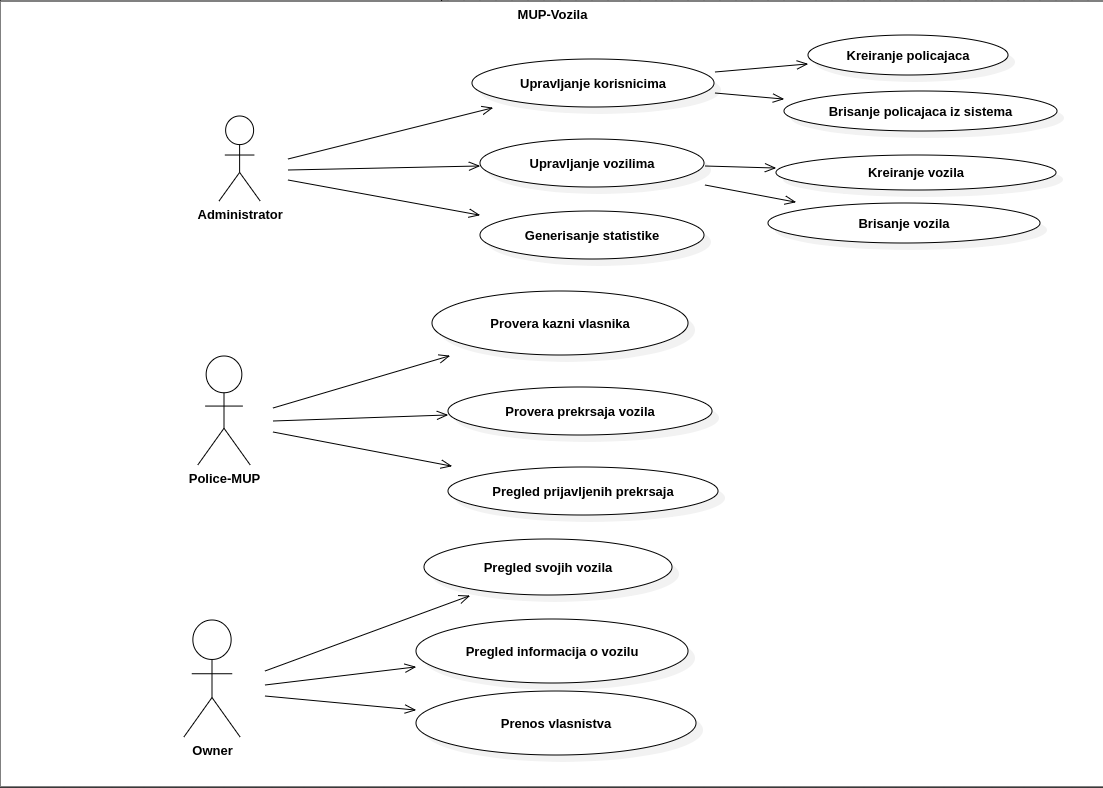 MUP-Vozila
Kreiranje policajaca
Upravljanje korisnicima
Brisanje policajaca iz sistema
Upravljanje vozilima
Kreiranje vozila
Administrator
Brisanje vozila
Generisanje statistike
Provera kazni vlasnika
Provera prekrsaja vozila
Police-MUP
Pregled prijavljenih prekrsaja
Pregled svojih vozila
Pregled informacija o vozilu
Prenos vlasnistva
Owner